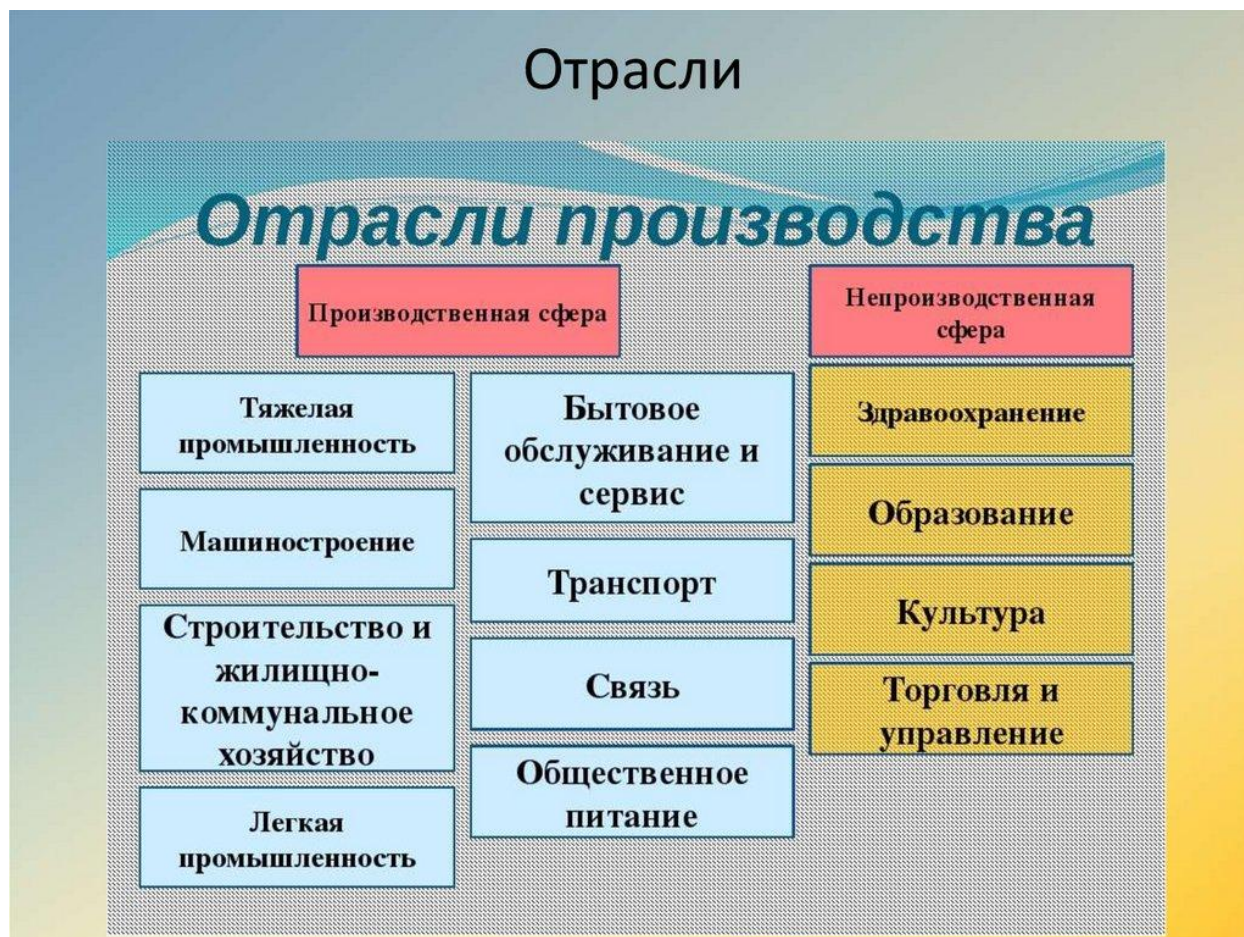 Отрасли
Отрасли производства
Производственная сфера
Тяжелая
промышленность
Машиностроение
Строительство и
жилищно-
коммунальное
хозяйство
Легкая
промышленность
Бытовое
обслуживание и
сервис
Транспорт
Связь
Общественное
питание
Непроизводственная
сфера
Здравоохранение
Образование
Культура
Торговля и
управление